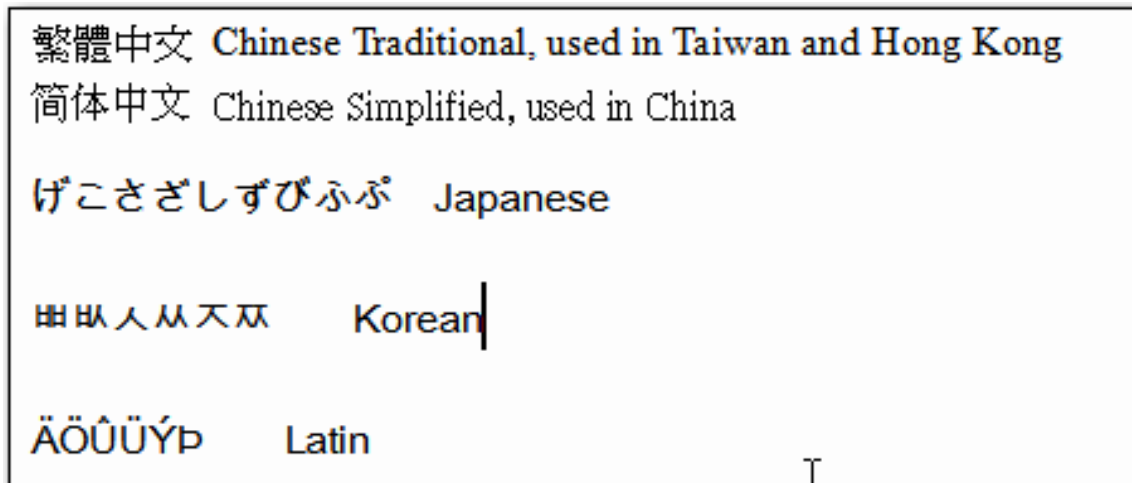 繁體中文 Chinese Traditional, used in Taiwan and Hong Kong
简体中文 Chinese Simplified, used in China
げこさざしずびふぷ Japanese
ㅃㅄㅅㅆㅈㅉ Korean
ÄÖÛÜÝÞ Latin